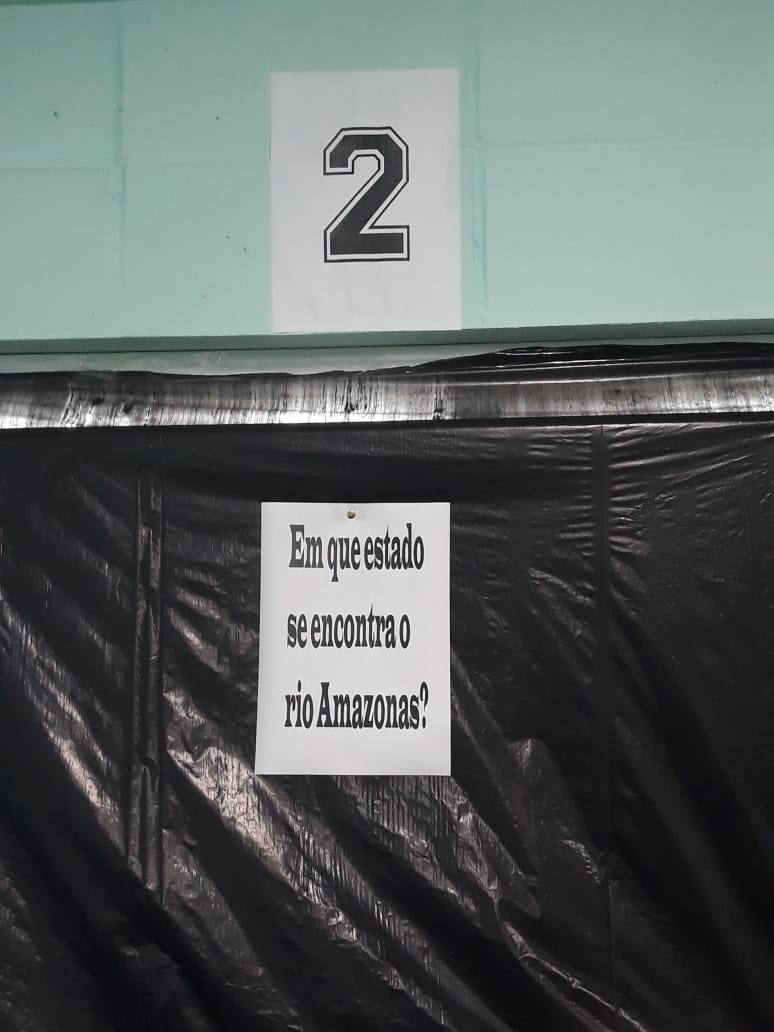 2
Em que estado
se encontra o
rio Amazonas?